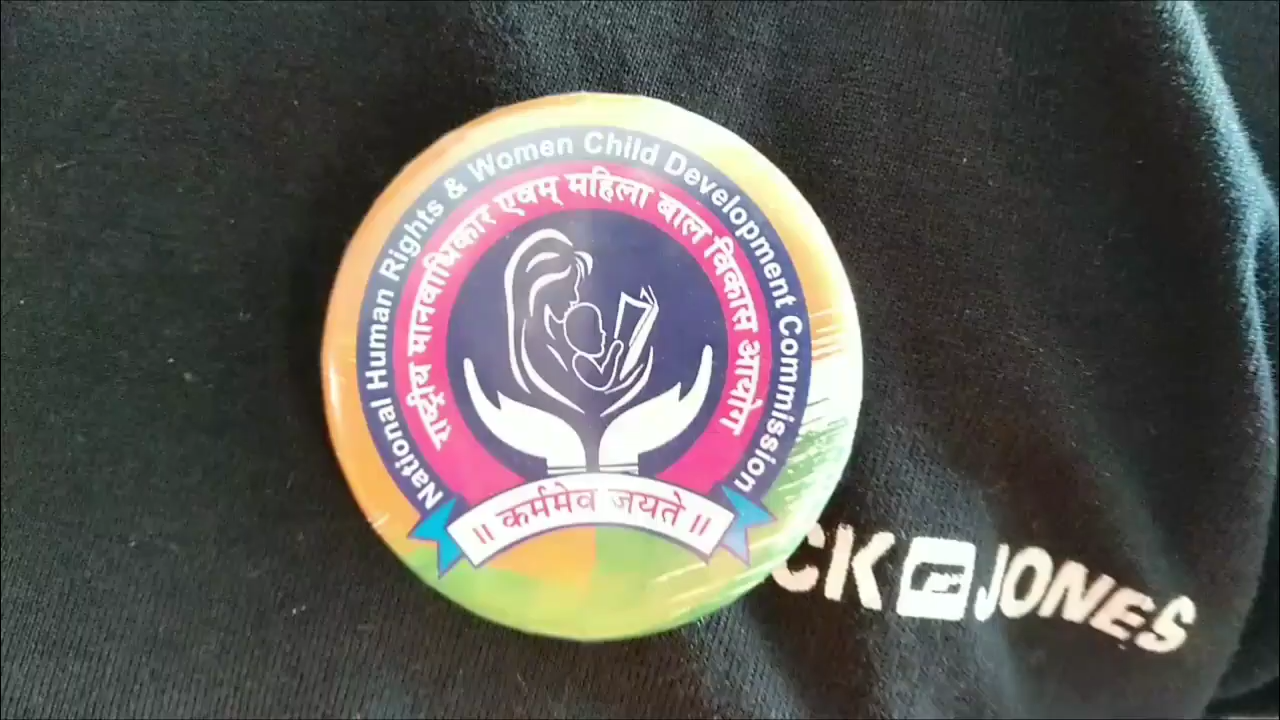 National Human Rights & Women Child Development Commission
राष्ट्रीय मानवाधिकार एवम् महिला बाल विकास आयोग
॥ कर्ममेव जयते ॥
CK JONES